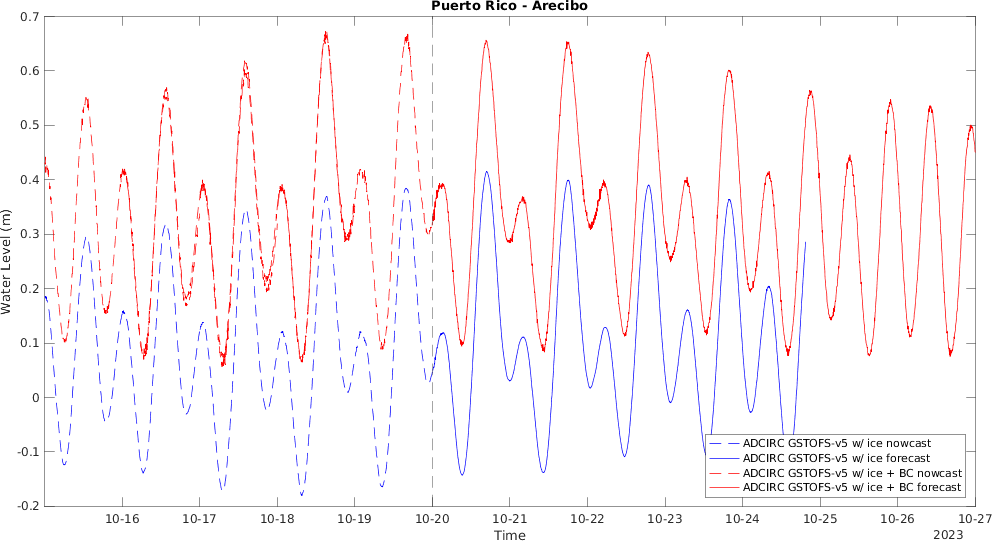 Puerto Rico - Arecibo
0.7
0.6
0.5
0.4
0.3
0.2
0.1
0
-0.1
-0.2
Water Level (m)
ADCIRC GSTOFS-v5 w/ ice nowcast
ADCIRC GSTOFS-v5 w/ ice forecast
ADCIRC GSTOFS-v5 w/ ice + BC nowcast
ADCIRC GSTOFS-v5 w/ ice + BC forecast
10-16 10-17 10-18 10-19 10-20 10-21 10-22 10-23 10-24 10-25 10-26 10-27
Time
2023